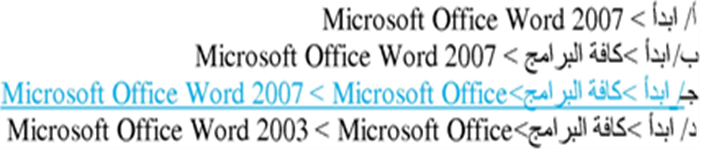 أ/ ابدأ > Microsoft Office Word 2007
ب/ابدأ >كافة البرامج > Microsoft Office Word 2007
جـ/ ابدأ >كافة البرامج>Microsoft Office > Microsoft Office Word 2007
د/ ابدأ >كافة البرامج>Microsoft Office > Microsoft Office Word 2003